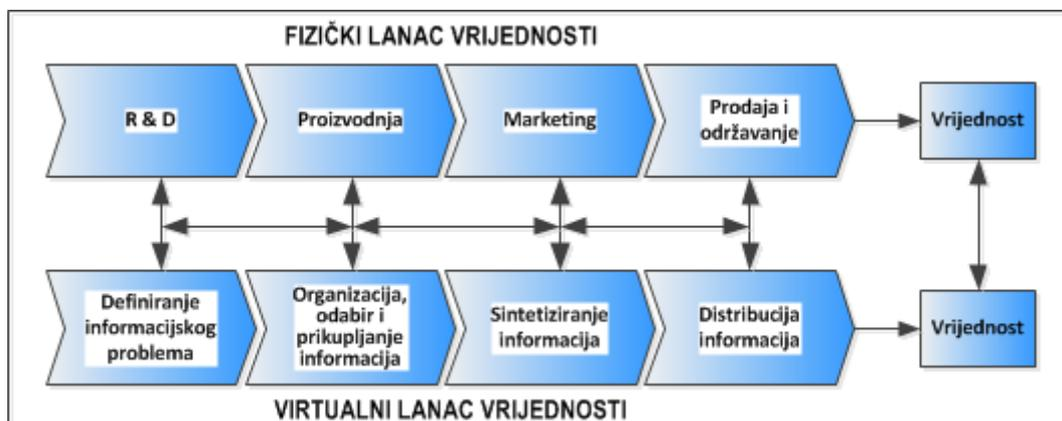 FIZIČKI LANAC VRIJEDNOSTI
R & D
Proizvodnja
Marketing
Prodaja i
održavanje
Vrijednost
Definiranje
informacijskog
problema
Organizacija,
odabir i
prikupljanje
informacija
Sintetiziranje
informacija
Distribucija
informacija
Vrijednost
VIRTUALNI LANAC VRIJEDNOSTI